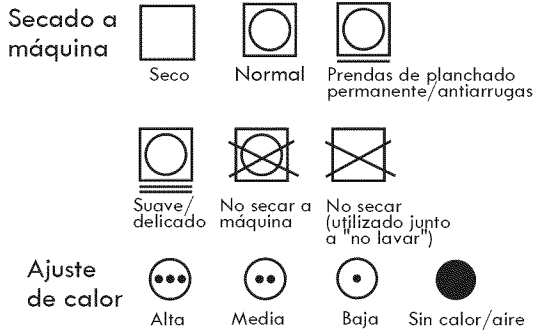 Secado a
máquina
Seco
Normal
Prendas de planchado
permanente/antiarrugas
Suave/
delicado
No secar a
máquina
No secar
(utilizado junto
a "no lavar")
Ajuste
de calor
Alta
Media
Baja
Sin calor/aire